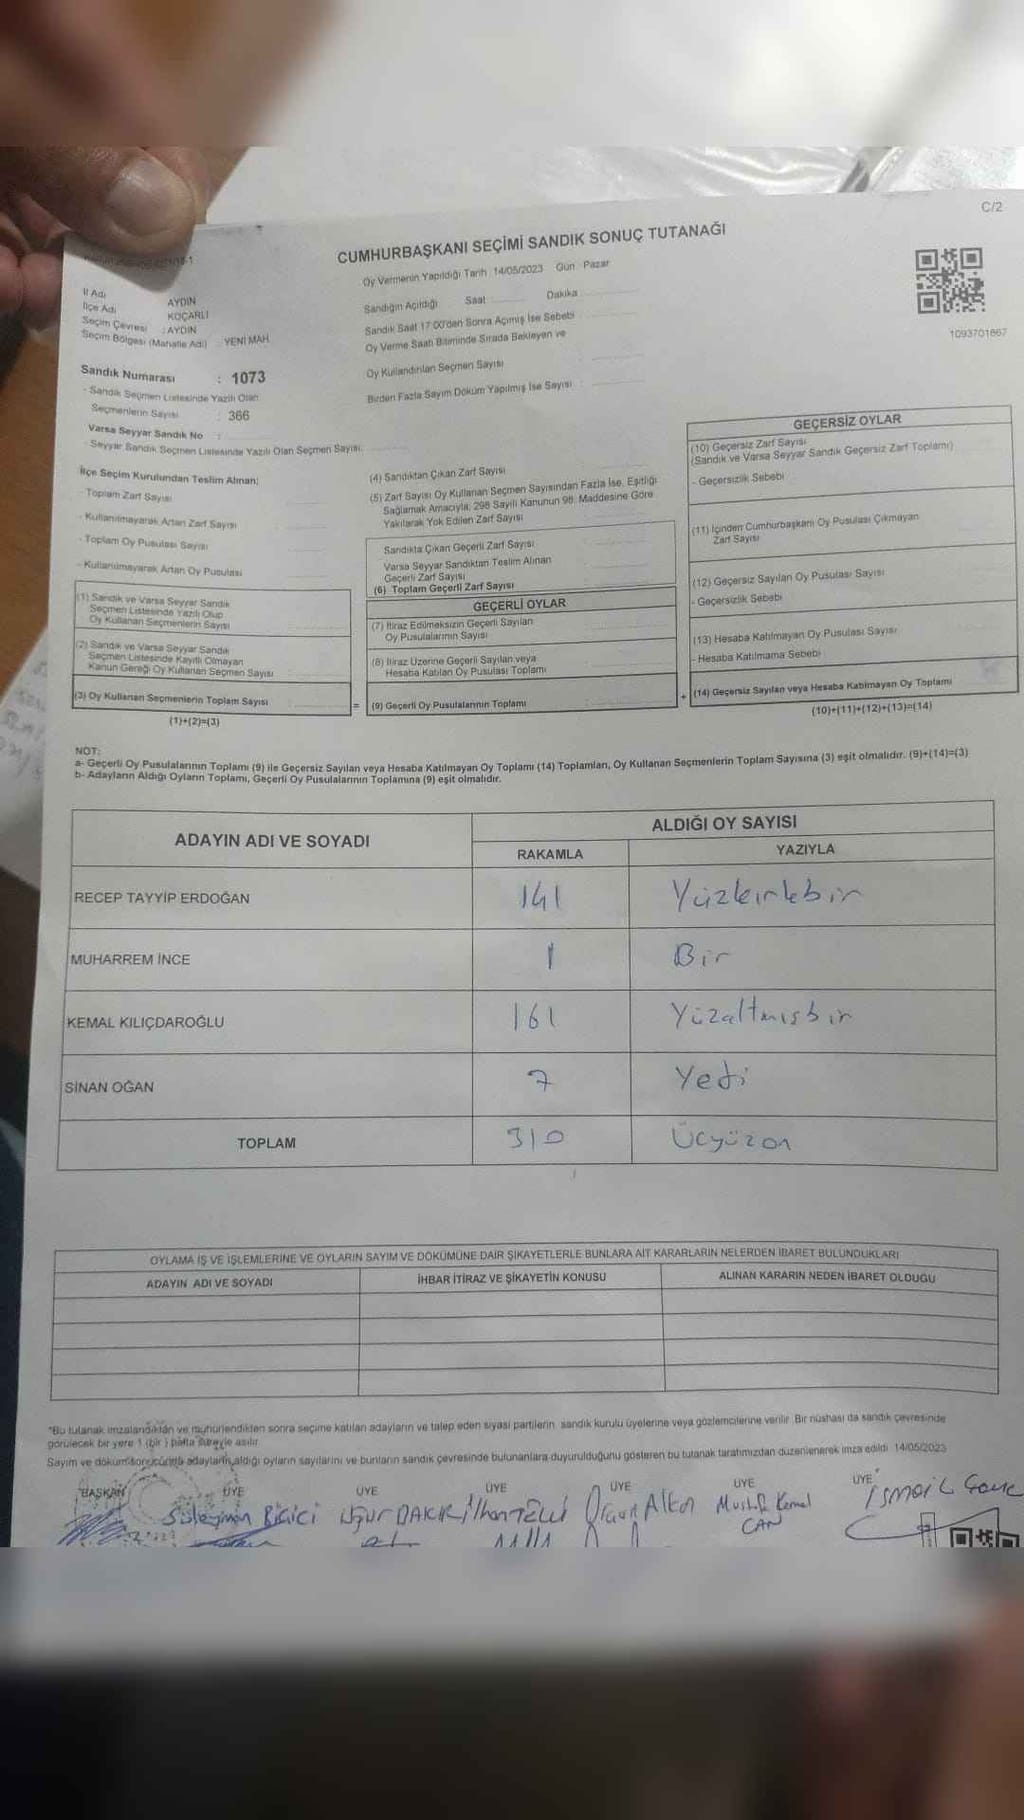 C/2
CUMHURBAŞKANI SEÇİMİ SANDIK SONUÇ TUTANAĞI
Oy Vermenin Yapıldığı Tarih 14/05/2023 Gün Pazar
1093701867
İl Adı AYDIN
İlçe Adı KOÇARLI
Seçim Çevresi : AYDIN
Seçim Bölgesi (Mahalle Adı) YENİ MAH.
Sandık Numarası : 1073
- Sandık Seçmen Listesinde Yazılı Olan
Seçmenlerin Sayısı : 366
Varsa Seyyar Sandık No :
- Seyyar Sandık Seçmen Listesinde Yazılı Olan Seçmen Sayısı:
Sandığın Açıldığı Saat Dakika
Sandık Saat 17:00'den Sonra Açımış İse Sebebi
Oy Verme Saati Bitiminde Sırada Bekleyen ve
Oy Kullandırılan Seçmen Sayısı
Birden Fazla Sayım Döküm Yapılmış İse Sayısı :
İlçe Seçim Kurulundan Teslim Alınan;
- Toplam Zarf Sayısı
- Kullanılmayarak Artan Zarf Sayısı
- Toplam Oy Pusulası Sayısı
- Kullanılmayarak Artan Oy Pusulası
(1) Sandık ve Varsa Seyyar Sandık
Seçmen Listesinde Yazılı Olup
Oy Kullanan Seçmenlerin Sayısı
(2) Sandık ve Varsa Seyyar Sandık
Seçmen Listesinde Kayıtlı Olmayan
Kanun Gereği Oy Kullanan Seçmen Sayısı
(3) Oy Kullanan Seçmenlerin Toplam Sayısı
(1)+(2)=(3)
(4) Sandıktan Çıkan Zarf Sayısı
(5) Zarf Sayısı Oy Kullanan Seçmen Sayısından Fazla İse, Eşitliği
Sağlamak Amacıyla; 298 Sayılı Kanunun 98. Maddesine Göre
Yakılarak Yok Edilen Zarf Sayısı
Sandıkta Çıkan Geçerli Zarf Sayısı
Varsa Seyyar Sandıktan Teslim Alınan
Geçerli Zarf Sayısı
(6) Toplam Geçerli Zarf Sayısı
GEÇERLİ OYLAR
(7) İtiraz Edilmeksizin Geçerli Sayılan
Oy Pusulalarının Sayısı
(8) İtiraz Üzerine Geçerli Sayılan veya
Hesaba Katılan Oy Pusulası Toplamı
= (9) Geçerli Oy Pusulalarının Toplamı
GEÇERSİZ OYLAR
(10) Geçersiz Zarf Sayısı
(Sandık ve Varsa Seyyar Sandık Geçersiz Zarf Toplamı)
- Geçersizlik Sebebi
(11) İçinden Cumhurbaşkanı Oy Pusulası Çıkmayan
Zarf Sayısı
(12) Geçersiz Sayılan Oy Pusulası Sayısı
- Geçersizlik Sebebi
(13) Hesaba Katılmayan Oy Pusulası Sayısı
- Hesaba Katılmama Sebebi
+ (14) Geçersiz Sayılan veya Hesaba Katılmayan Oy Toplamı
(10)+(11)+(12)+(13)=(14)
NOT:
a- Geçerli Oy Pusulalarının Toplamı (9) ile Geçersiz Sayılan veya Hesaba Katılmayan Oy Toplamı (14) Toplamları, Oy Kullanan Seçmenlerin Toplam Sayısına (3) eşit olmalıdır. (9)+(14)=(3)
b- Adayların Aldığı Oyların Toplamı, Geçerli Oy Pusulalarının Toplamına (9) eşit olmalıdır.
ADAYIN ADI VE SOYADI ALDIĞI OY SAYISI
RAKAMLA YAZIYLA
RECEP TAYYİP ERDOĞAN 141 Yüzkırkbir
MUHARREM İNCE 1 Bir
KEMAL KILIÇDAROĞLU 161 Yüzaltmışbir
SİNAN OĞAN 7 Yedi
TOPLAM 310 Üçyüzon
OYLAMA İŞ VE İŞLEMLERİNE VE OYLARIN SAYIM VE DÖKÜMÜNE DAİR ŞİKAYETLERLE BUNLARA AİT KARARLARIN NELERDEN İBARET BULUNDUKLARI
ADAYIN ADI VE SOYADI İHBAR İTİRAZ VE ŞİKAYETİN KONUSU ALINAN KARARIN NEDEN İBARET OLDUĞU
*Bu tutanak imzalandıktan ve mühürlendikten sonra seçime katılan adayların ve talep eden siyasi partilerin, sandık kurulu üyelerine veya gözlemcilerine verilir. Bir nüshası da sandık çevresinde
görülecek bir yere 1 (bir) hafta süreyle asılır.
Sayım ve döküm sonucunda adayların aldığı oyların sayılarını ve bunların sandık çevresinde bulunanlara duyurulduğunu gösteren bu tutanak tarafımızdan düzenlenerek imza edildi. 14/05/2023
BAŞKAN ÜYE ÜYE ÜYE ÜYE ÜYE ÜYE
Süleyman Uğur İlhan Mustafa Kemal
CAN
İsmail